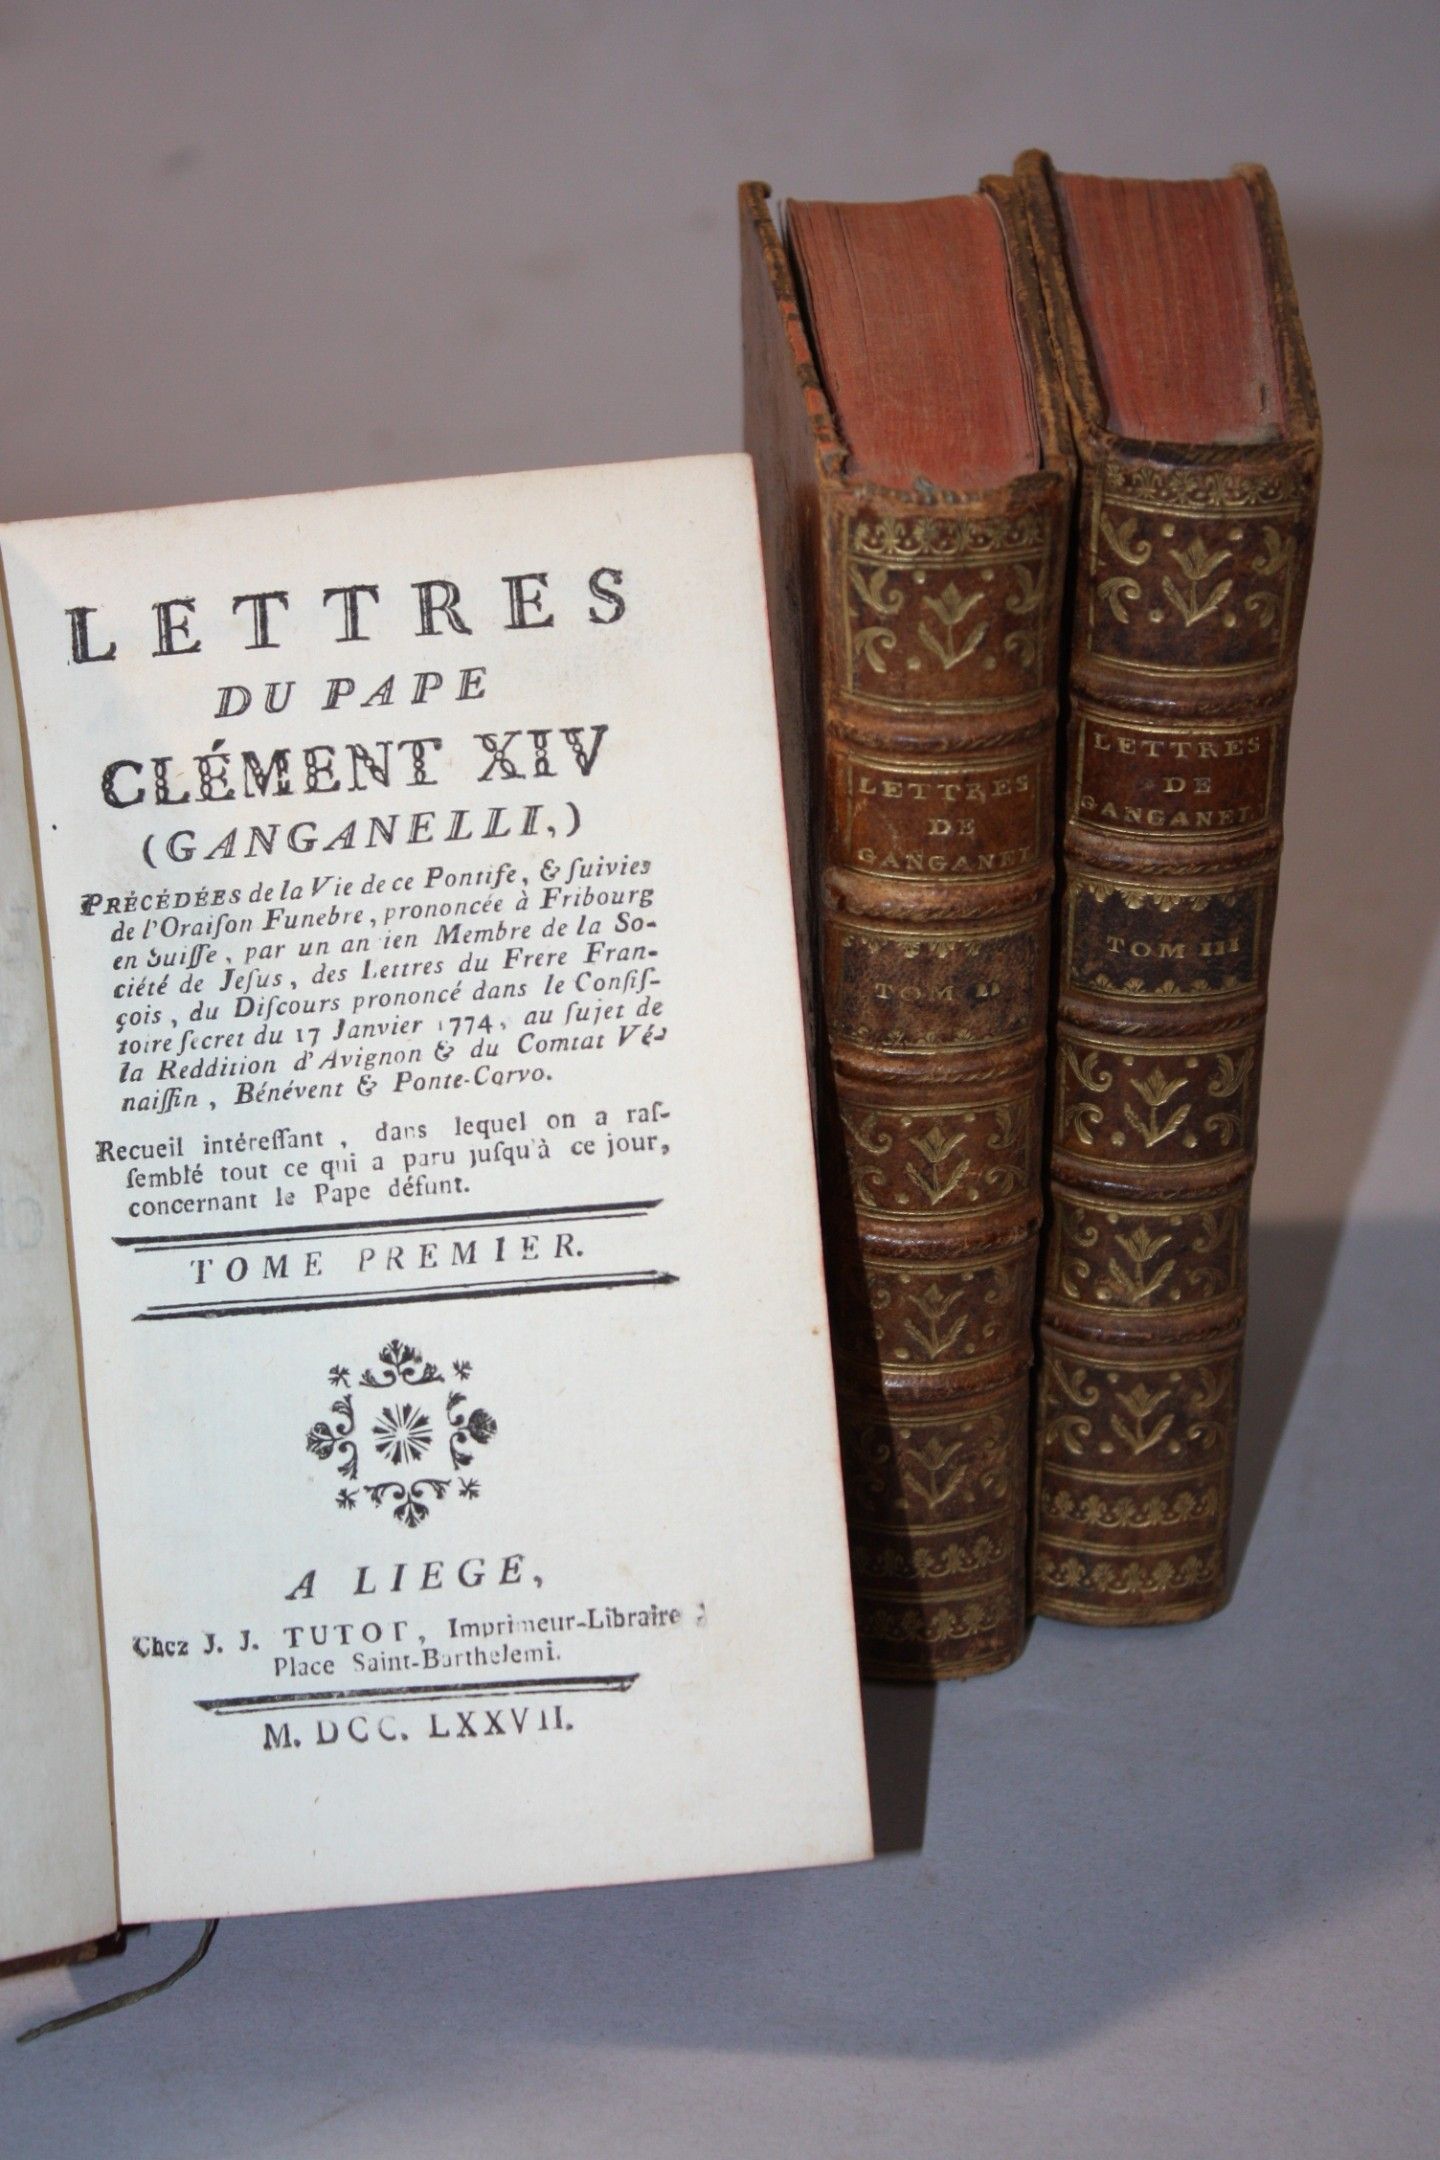 LETTRES
DU PAPE
CLÉMENT XIV
(GANGANELLI,)
PRÉCÉDÉES de la Vie de ce Pontife, & ſuivies
de l'Oraiſon Funebre, prononcée à Fribourg
en Suiſſe, par un an ien Membre de la So-
ciété de Jeſus, des Lettres du Frere Fran-
çois, du Diſcours prononcé dans le Conſiſ-
toire ſecret du 17 Janvier 1774, au ſujet de
la Reddition d'Avignon & du Comtat Vé-
naiſſin, Bénévent & Ponte-Corvo.
Recueil intéreſſant, dans lequel on a raſ-
ſemblé tout ce qui a paru juſqu'à ce jour,
concernant le Pape défunt.
TOME PREMIER.
A LIEGE,
Chez J. J. TUTOT, Imprimeur-Libraire
Place Saint-Barthelemi.
M. DCC. LXXVII.
LETTRES
DE
GANGANEL
TOM II
LETTRES
DE
GANGANEL
TOM III